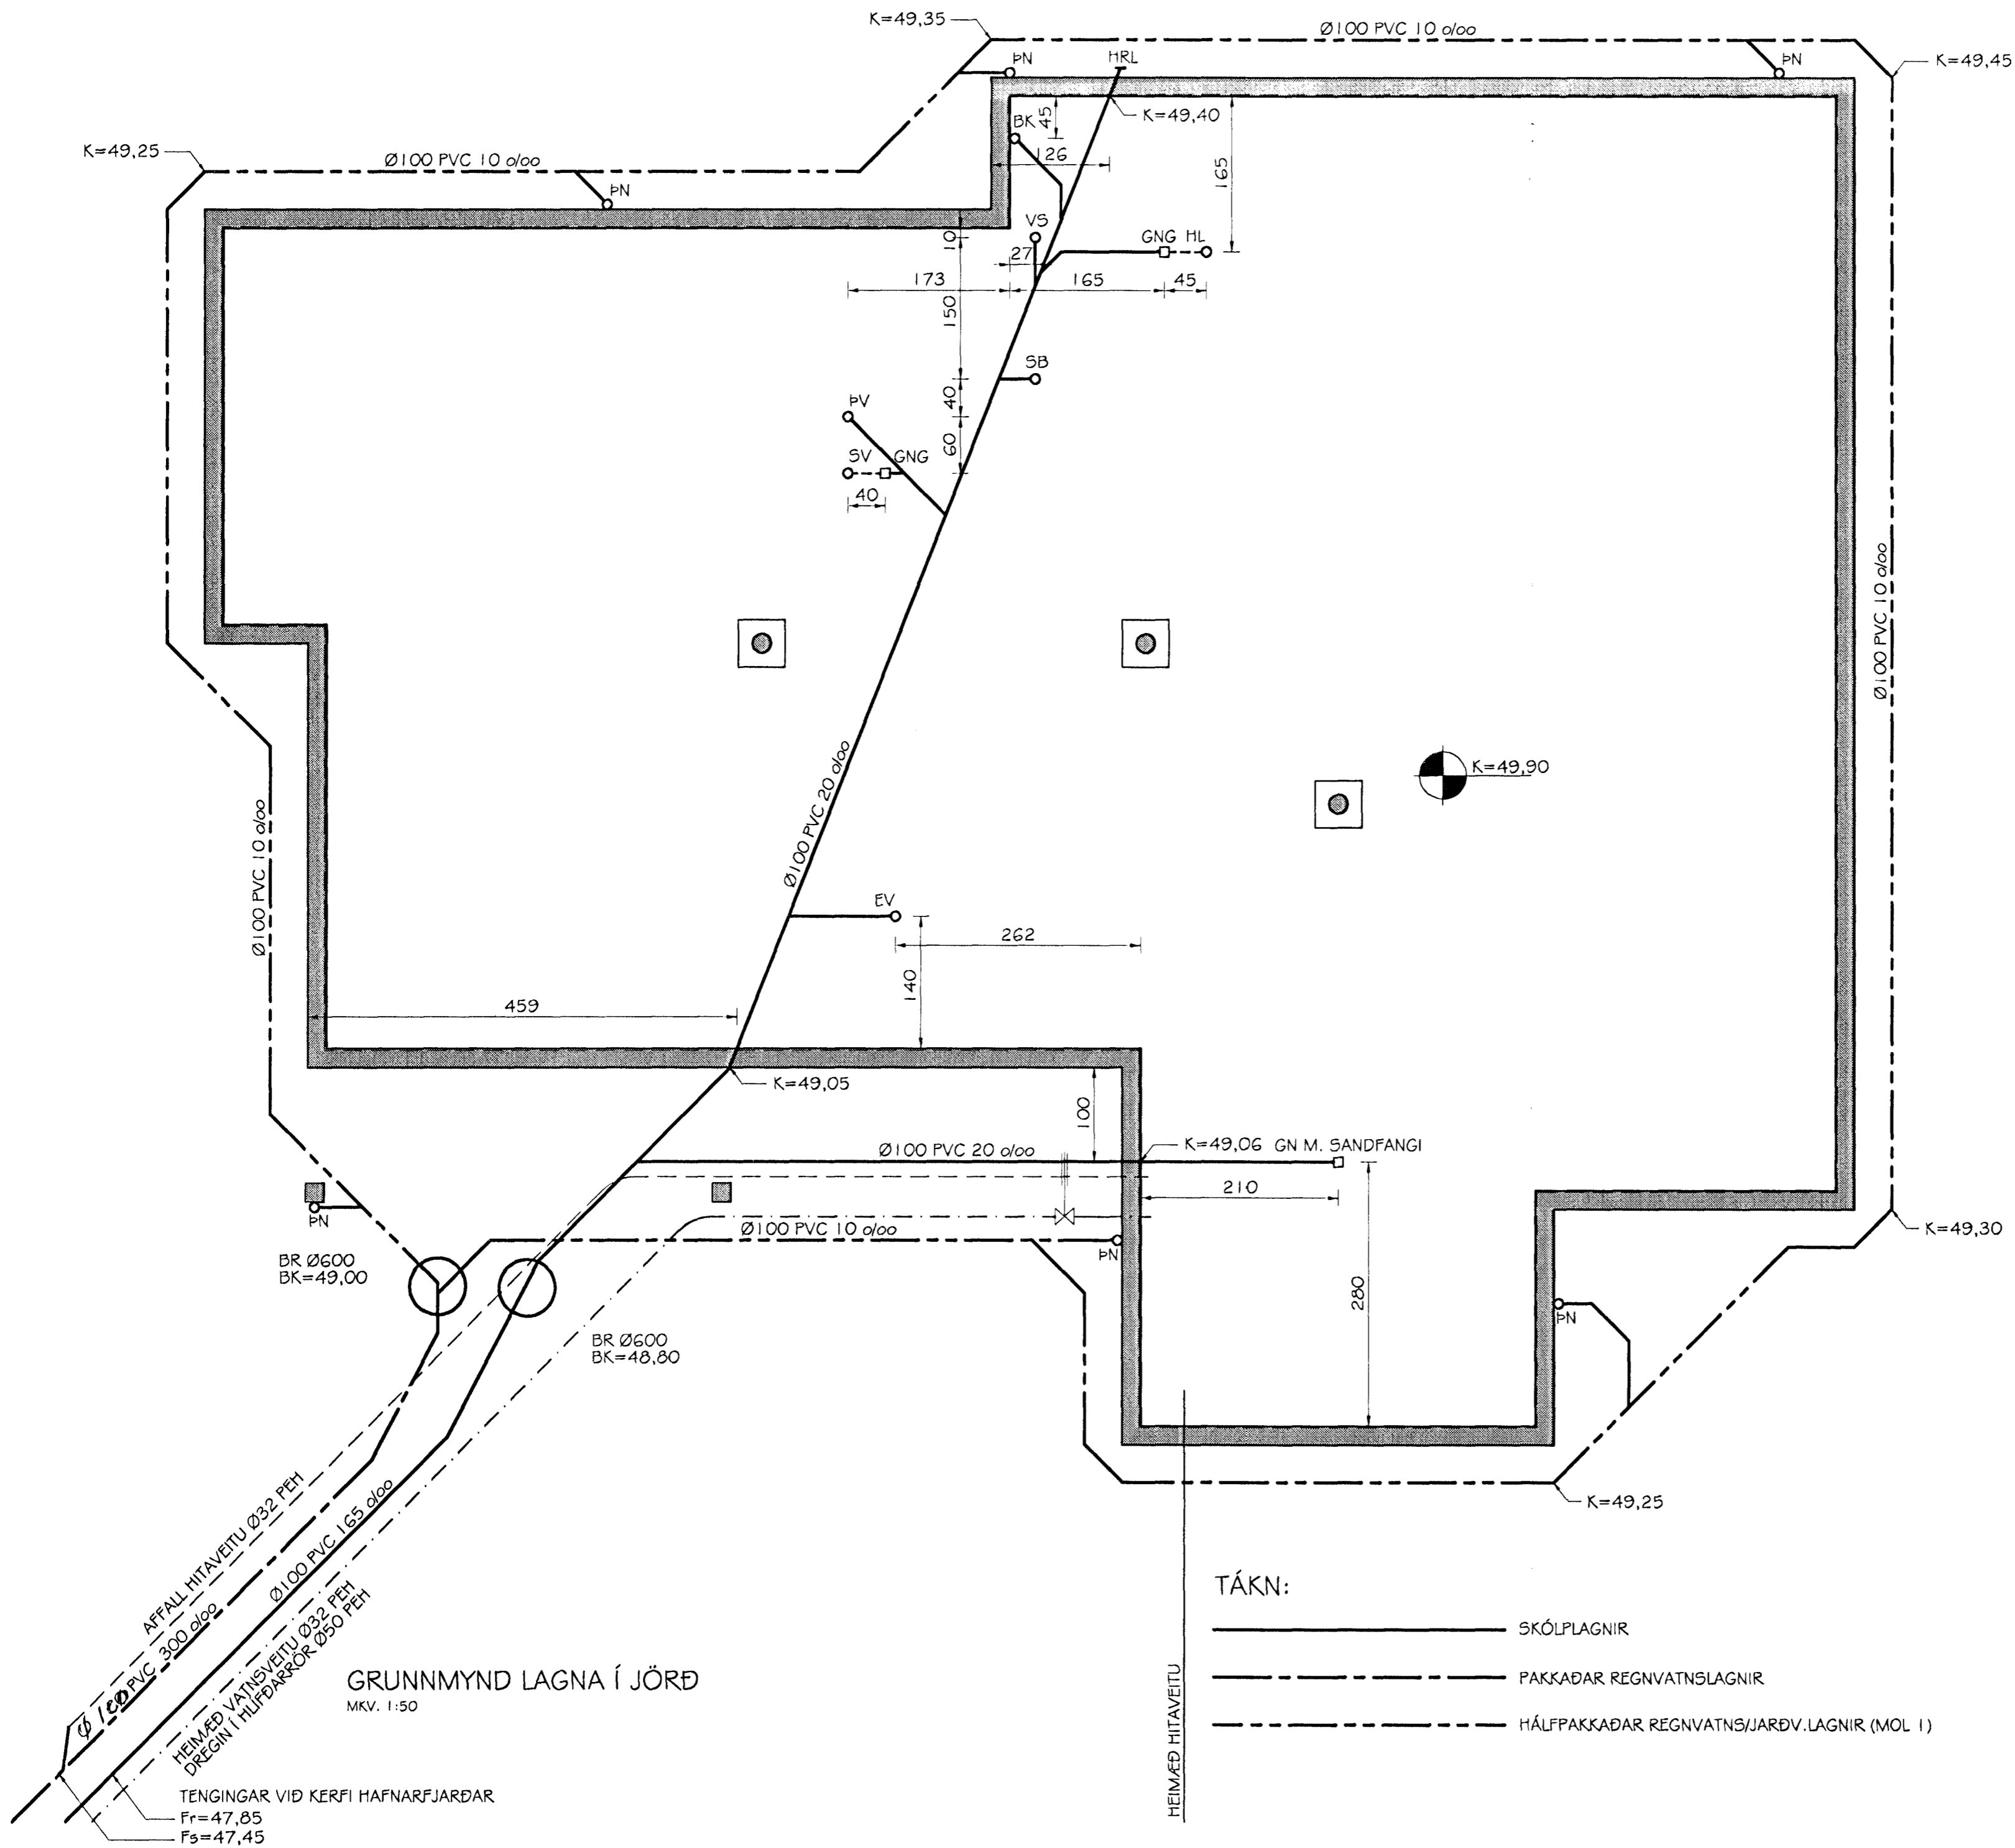 K=49,35
Ø100 PVC 10 o/oo
ÞN
HRL
ÞN
K=49,45
K=49,40
BK
45
K=49,25
Ø100 PVC 10 o/oo
126
165
ÞN
VS
10
27
GNG HL
173
165
45
150
SB
40
ÞV
60
SV
GNG
40
Ø100 PVC 10 o/oo
Ø100 PVC 20 o/oo
K=49,90
Ø100 PVC 10 o/oo
EV
262
140
459
K=49,05
100
Ø100 PVC 20 o/oo
K=49,06 GN M. SANDFANGI
210
ÞN
Ø100 PVC 10 o/oo
ÞN
K=49,30
BR Ø600
BK=49,00
280
ÞN
BR Ø600
BK=48,80
K=49,25
AFFALL HITAVEITU Ø32 PEH
Ø100 PVC 165 o/oo
Ø 100 PVC 300 o/oo
HEIMÆÐ VATNSVEITU Ø32 PEH
DREGIN Í HLÍFÐARRÖR Ø50 PEH
GRUNNMYND LAGNA Í JÖRÐ
MKV. 1:50
HEIMÆÐ HITAVEITU
TÁKN:
SKÓLPLAGNIR
PAKKAÐAR REGNVATNSLAGNIR
HÁLFPAKKAÐAR REGNVATNS/JARÐV.LAGNIR (MOL 1)
TENGINGAR VIÐ KERFI HAFNARFJARÐAR
Fr=47,85
Fs=47,45